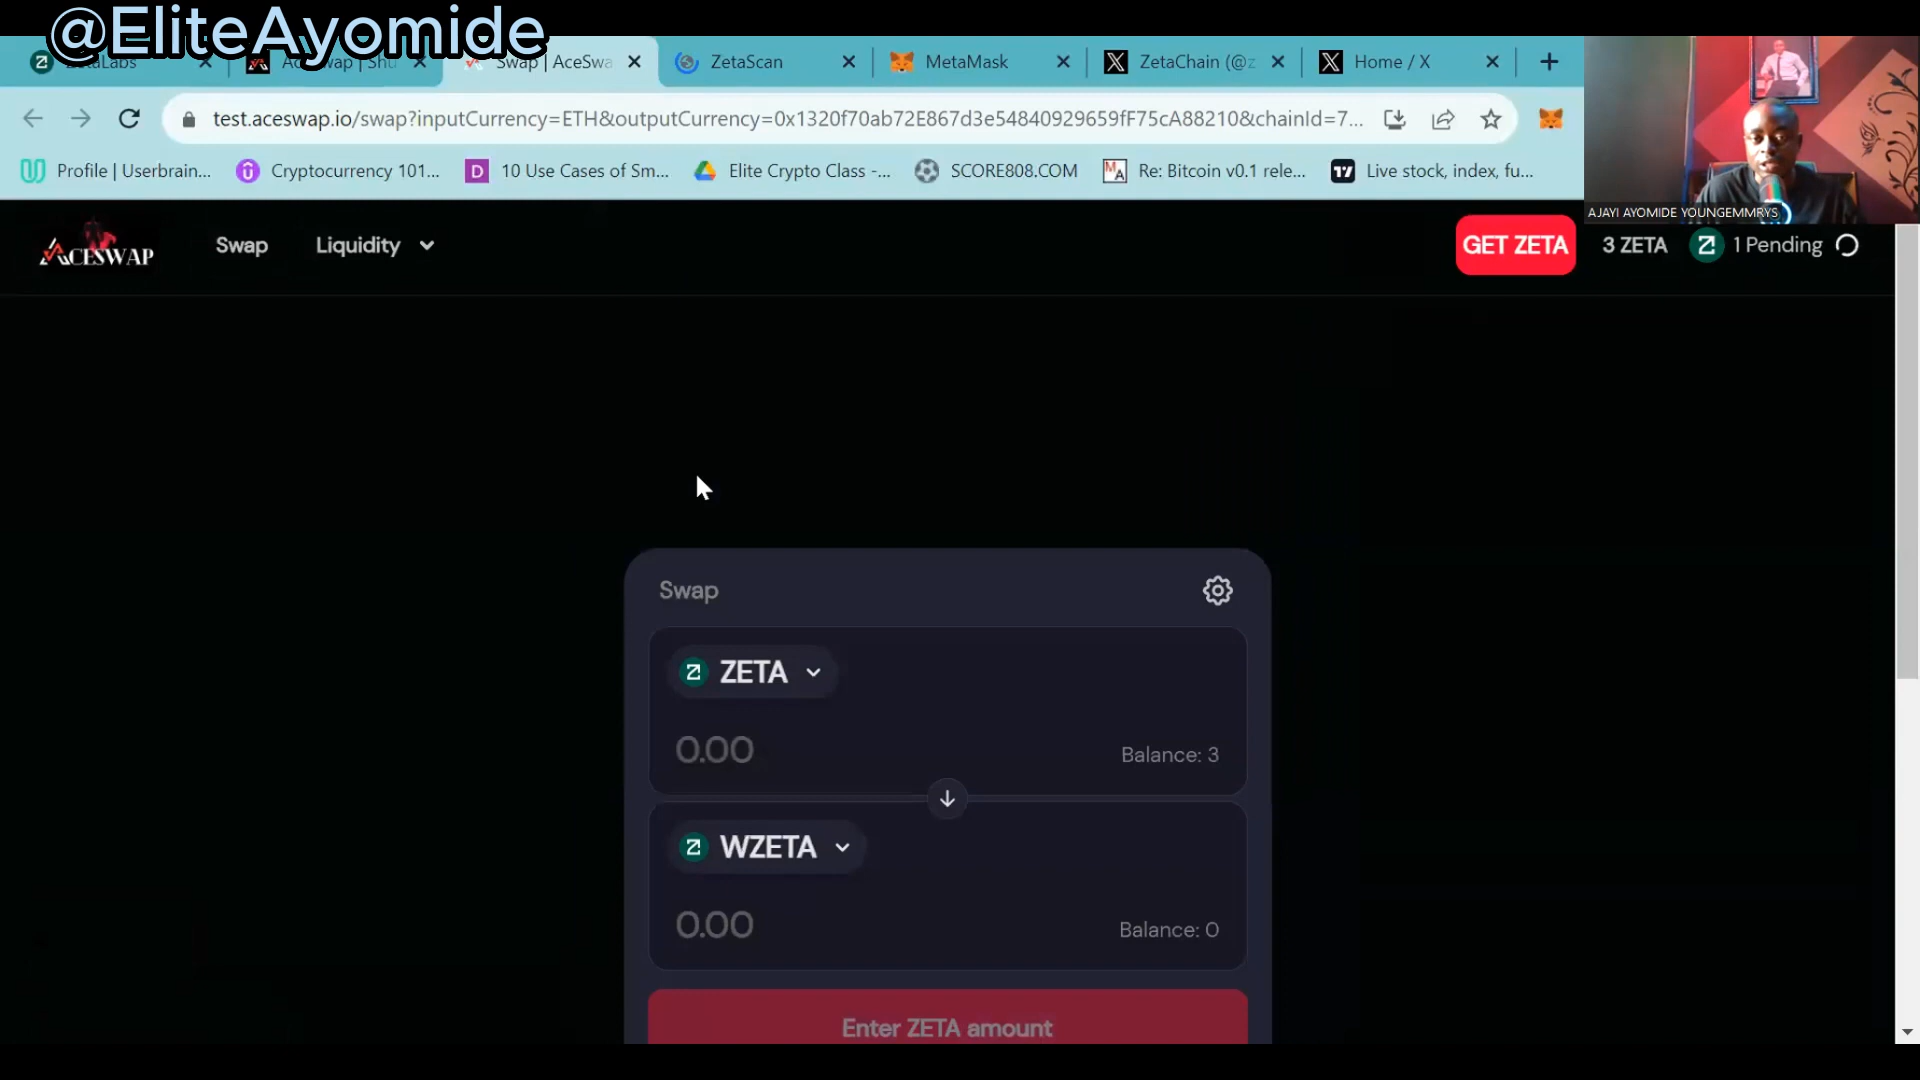 @EliteAyomide
Swap | AceSwa
ZetaScan
MetaMask
ZetaChain (@z
Home / X
test.aceswap.io/swap?inputCurrency=ETH&outputCurrency=0x1320f70ab72E867d3e54840929659fF75cA88210&chainId=7...
Profile | Userbrain...
Cryptocurrency 101...
10 Use Cases of Sm...
Elite Crypto Class -...
SCORE808.COM
Re: Bitcoin v0.1 rele...
Live stock, index, fu...
AJAYI AYOMIDE YOUNGEMMRYS
ACESWAP
Swap
Liquidity
GET ZETA
3 ZETA
1 Pending
Swap
ZETA
0.00
Balance: 3
WZETA
0.00
Balance: 0
Enter ZETA amount